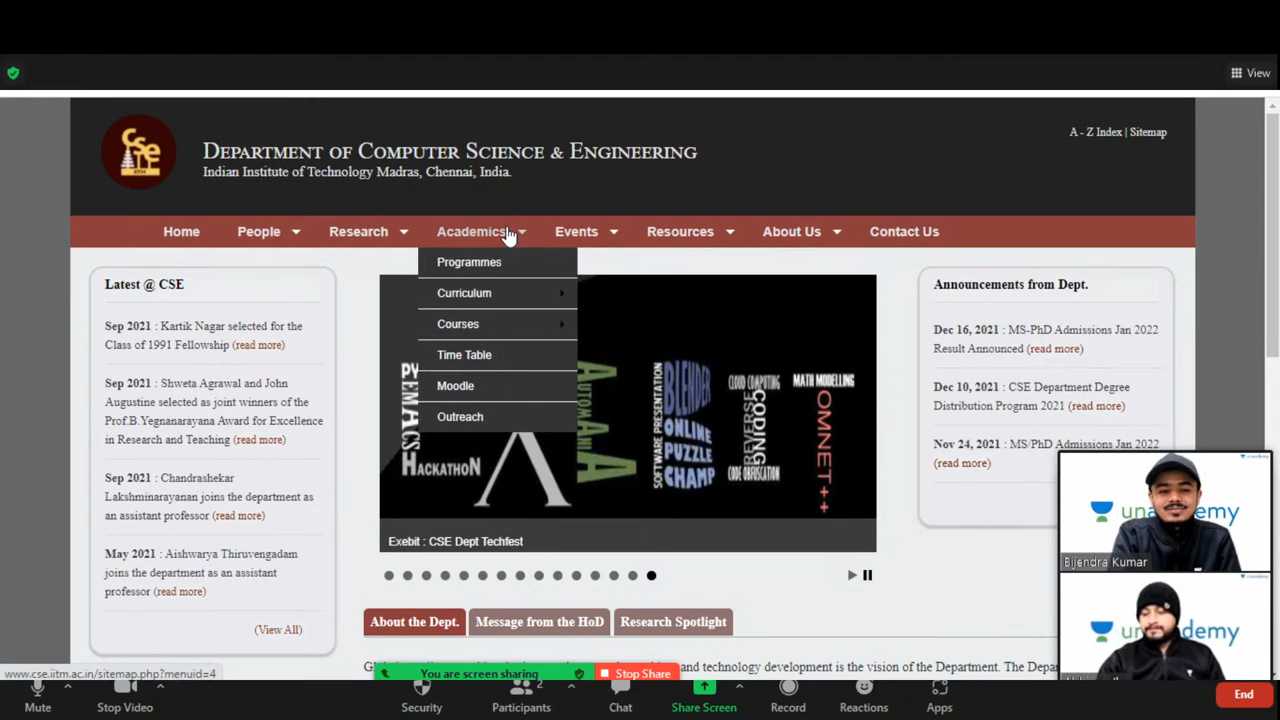 View
CSE
IITM
DEPARTMENT OF COMPUTER SCIENCE & ENGINEERING
Indian Institute of Technology Madras, Chennai, India.
A - Z Index | Sitemap
Home People Research Academics Events Resources About Us Contact Us
Programmes
Curriculum
Courses
Time Table
Moodle
Outreach
Latest @ CSE
Sep 2021 : Kartik Nagar selected for the
Class of 1991 Fellowship (read more)
Sep 2021 : Shweta Agrawal and John
Augustine selected as joint winners of the
Prof.B.Yegnanarayana Award for Excellence
in Research and Teaching (read more)
Sep 2021 : Chandrashekar
Lakshminarayanan joins the department as
an assistant professor (read more)
May 2021 : Aishwarya Thiruvengadam
joins the department as an assistant
professor (read more)
(View All)
HACKATHON
SOFTWARE PRESENTATION
BLENDER
ONLINE
PUZZLE
CHAMP
CLOUD COMPUTING
REVERSE
CODING
CODE OBFUSCATION
MATH MODELLING
OMNET++
Exebit : CSE Dept Techfest
About the Dept. Message from the HoD Research Spotlight
and technology development is the vision of the Department. The
Announcements from Dept.
Dec 16, 2021 : MS-PhD Admissions Jan 2022
Result Announced (read more)
Dec 10, 2021 : CSE Department Degree
Distribution Program 2021 (read more)
Nov 24, 2021 : MS/PhD Admissions Jan 2022
(read more)
Bijendra Kumar
www.cse.iitm.ac.in/sitemap.php?menuid=4
You are screen sharing Stop Share
Mute Stop Video Security Participants 2 Chat Share Screen Record Reactions Apps End